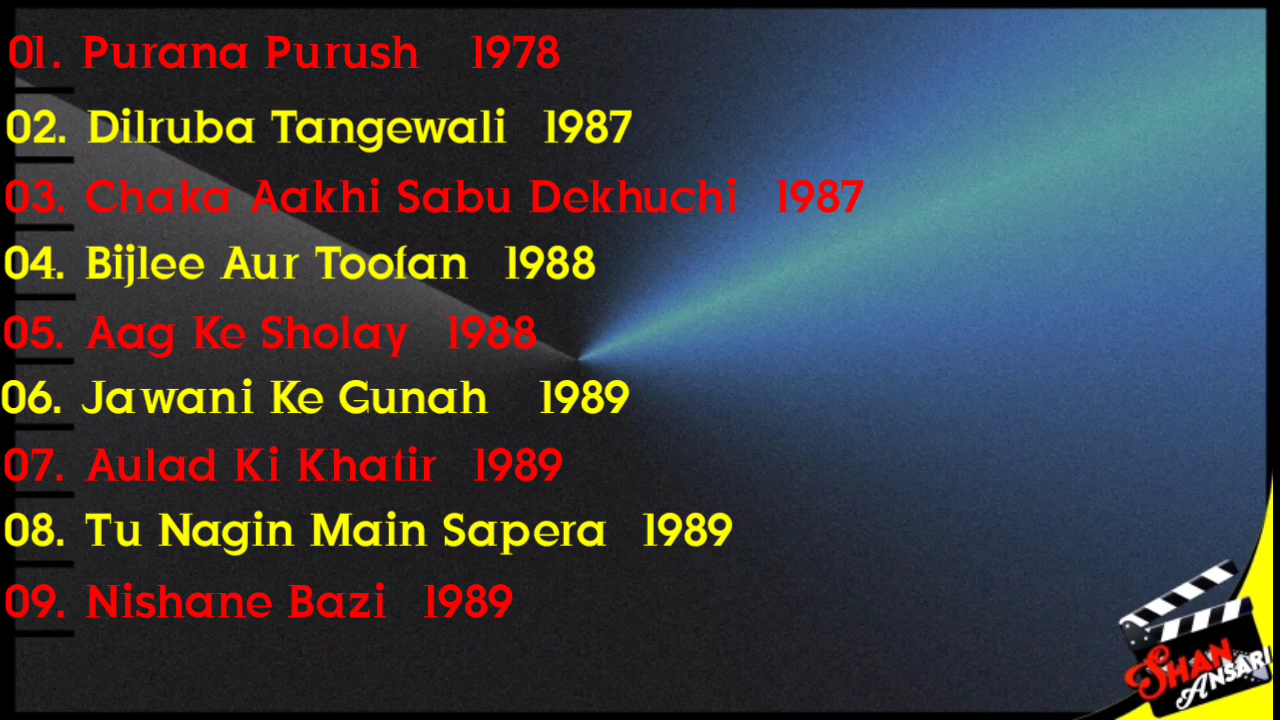 01. Purana Purush 1978
02. Dilruba Tangewali 1987
03. Chaka Aakhi Sabu Dekhuchi 1987
04. Bijlee Aur Toofan 1988
05. Aag Ke Sholay 1988
06. Jawani Ke Gunah 1989
07. Aulad Ki Khatir 1989
08. Tu Nagin Main Sapera 1989
09. Nishane Bazi 1989
SHAN
ANSARI